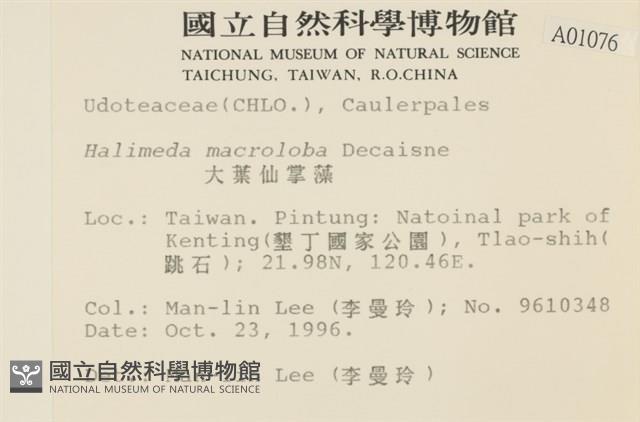 國立自然科學博物館
A01076
NATIONAL MUSEUM OF NATURAL SCIENCE
TAICHUNG, TAIWAN, R.O.CHINA
Udoteaceae(CHLO.), Caulerpales
Halimeda macroloba Decaisne
大葉仙掌藻
Loc.: Taiwan. Pintung: Natoinal park of
Kenting(墾丁國家公園), Tlao-shih(
跳石); 21.98N, 120.46E.
Col.: Man-lin Lee (李曼玲); No. 9610348
Date: Oct. 23, 1996.
Lee (李曼玲)
國立自然科學博物館
NATIONAL MUSEUM OF NATURAL SCIENCE